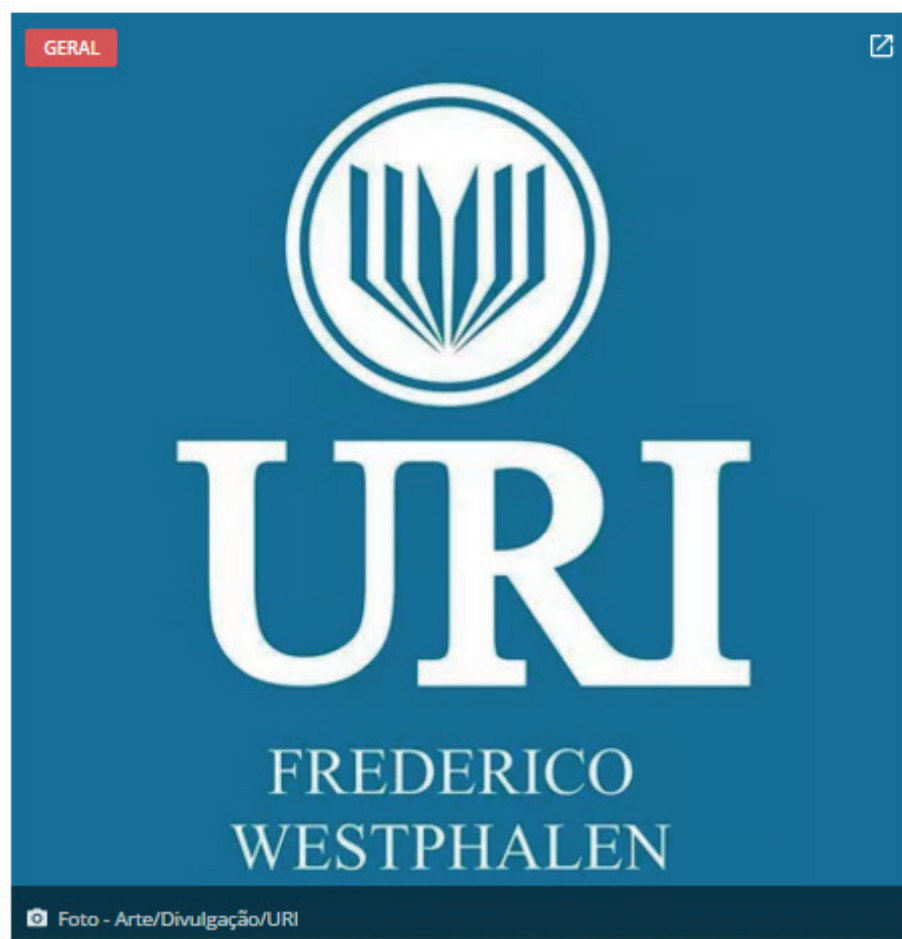 GERAL
URI
FREDERICO
WESTPHALEN
Foto - Arte/Divulgação/URI